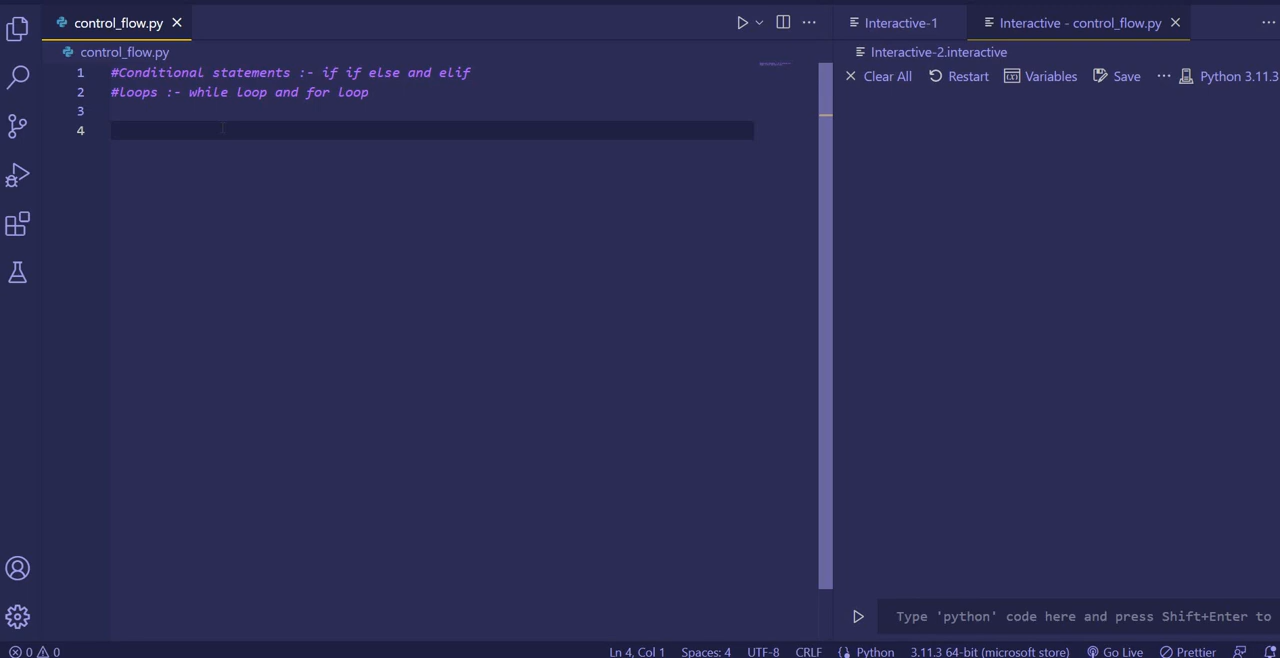 control_flow.py
control_flow.py
1 #Conditional statements :- if if else and elif
2 #loops :- while loop and for loop
3
4
Interactive-1
Interactive - control_flow.py
Interactive-2.interactive
Clear All Restart Variables Save ··· Python 3.11.3
Type 'python' code here and press Shift+Enter to
0 0 Ln 4, Col 1 Spaces: 4 UTF-8 CRLF {} Python 3.11.3 64-bit (microsoft store) Go Live Prettier